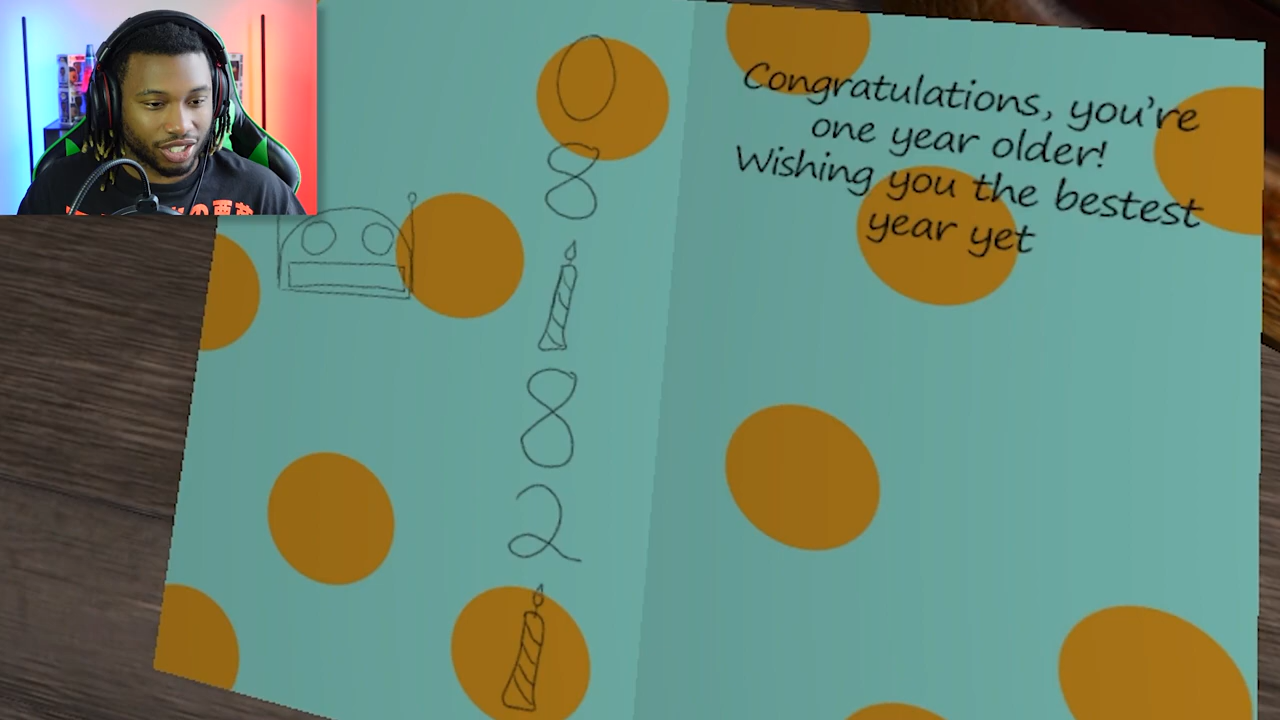 0
8
8
2
Congratulations, you're
one year older!
Wishing you the bestest
year yet